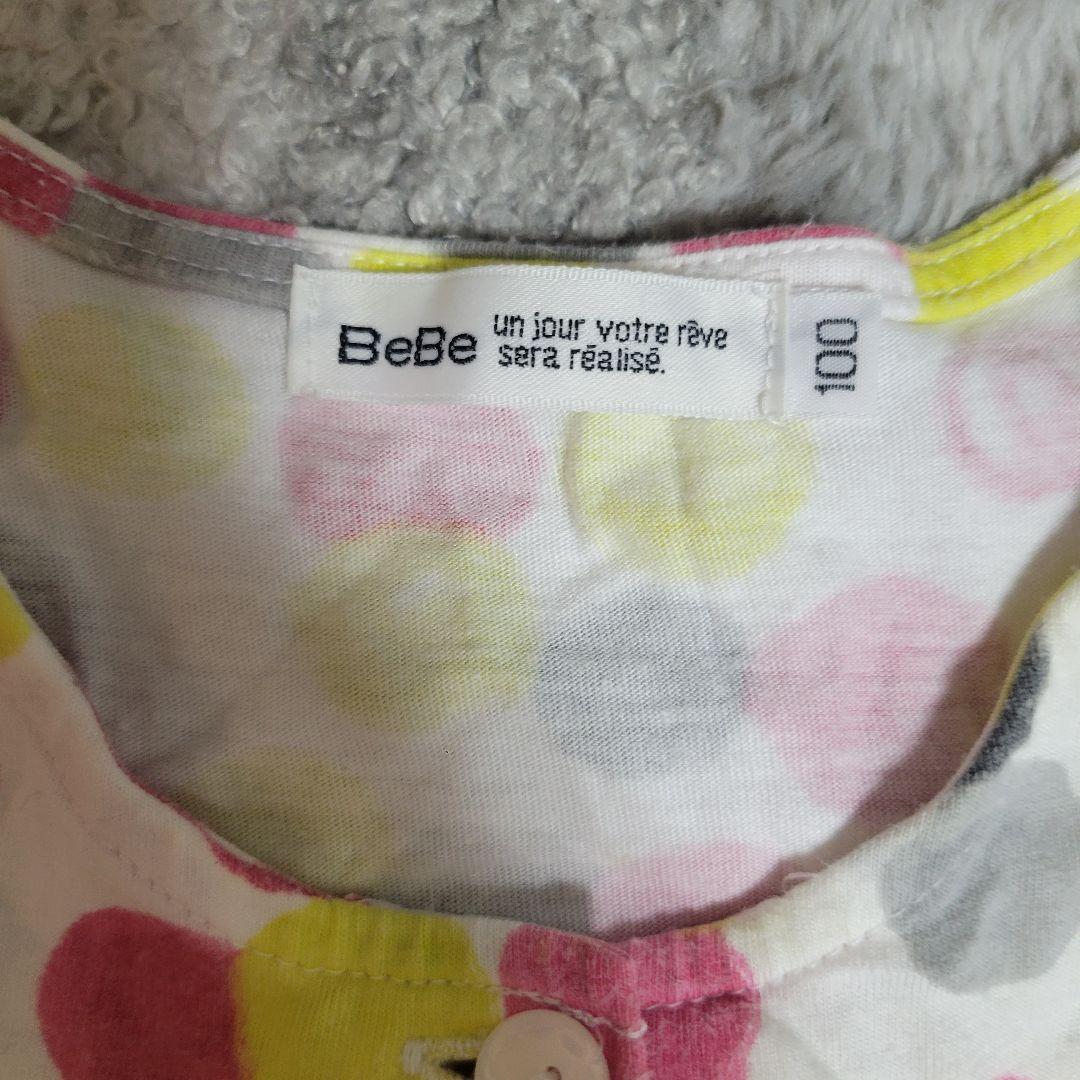 BeBe un jour votre rêve
sera réalisé.
100